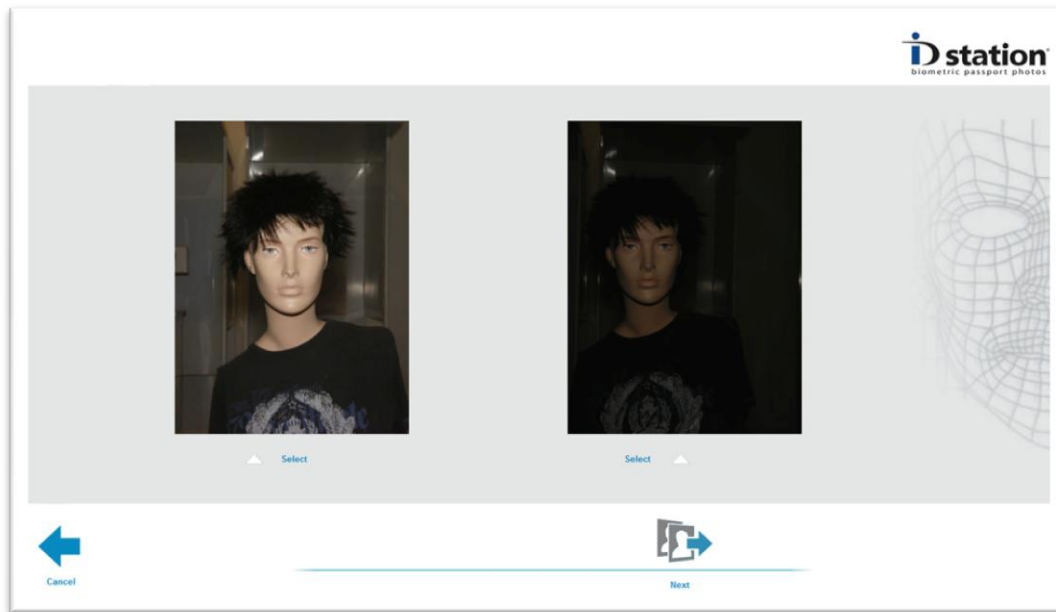 iD station
biometric passport photos
Select
Select
Cancel
Next